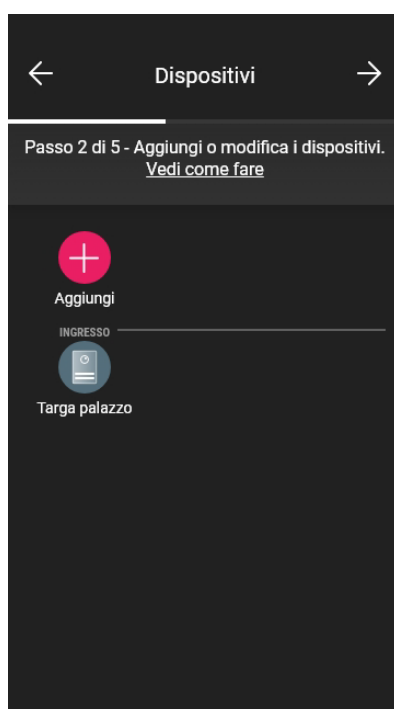 Dispositivi
Passo 2 di 5 - Aggiungi o modifica i dispositivi.
Vedi come fare
Aggiungi
INGRESSO
Targa palazzo